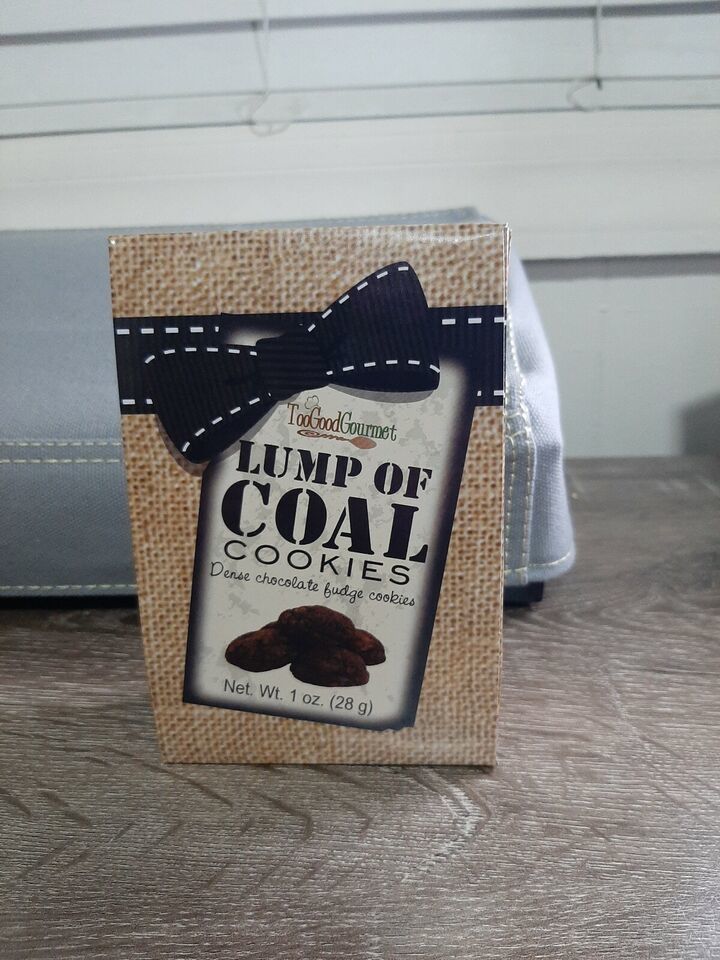 TooGoodGourmet
LUMP OF
COAL
COOKIES
Dense chocolate fudge cookies
Net. Wt. 1 oz. (28 g)